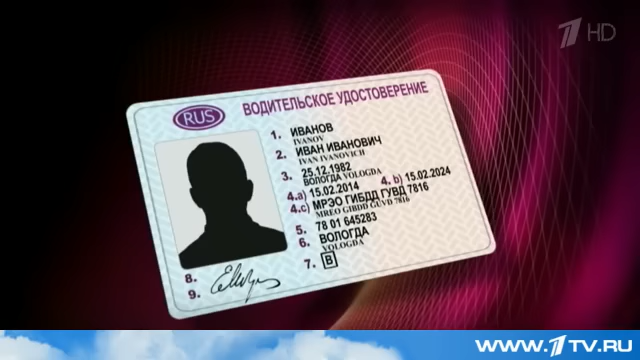 1 HD
RUS ВОДИТЕЛЬСКОЕ УДОСТОВЕРЕНИЕ
1. ИВАНОВ
IVANOV
2. ИВАН ИВАНОВИЧ
IVAN IVANOVICH
3. 25.12.1982
ВОЛОГДА VOLOGDA
4.a) 15.02.2014 4. b) 15.02.2024
4.c) МРЭО ГИБДД ГУВД 7816
MREO GIBDD GUVD 7816
5. 78 01 645283
6. ВОЛОГДА
VOLOGDA
7. B
8.
9.
WWW.1TV.RU